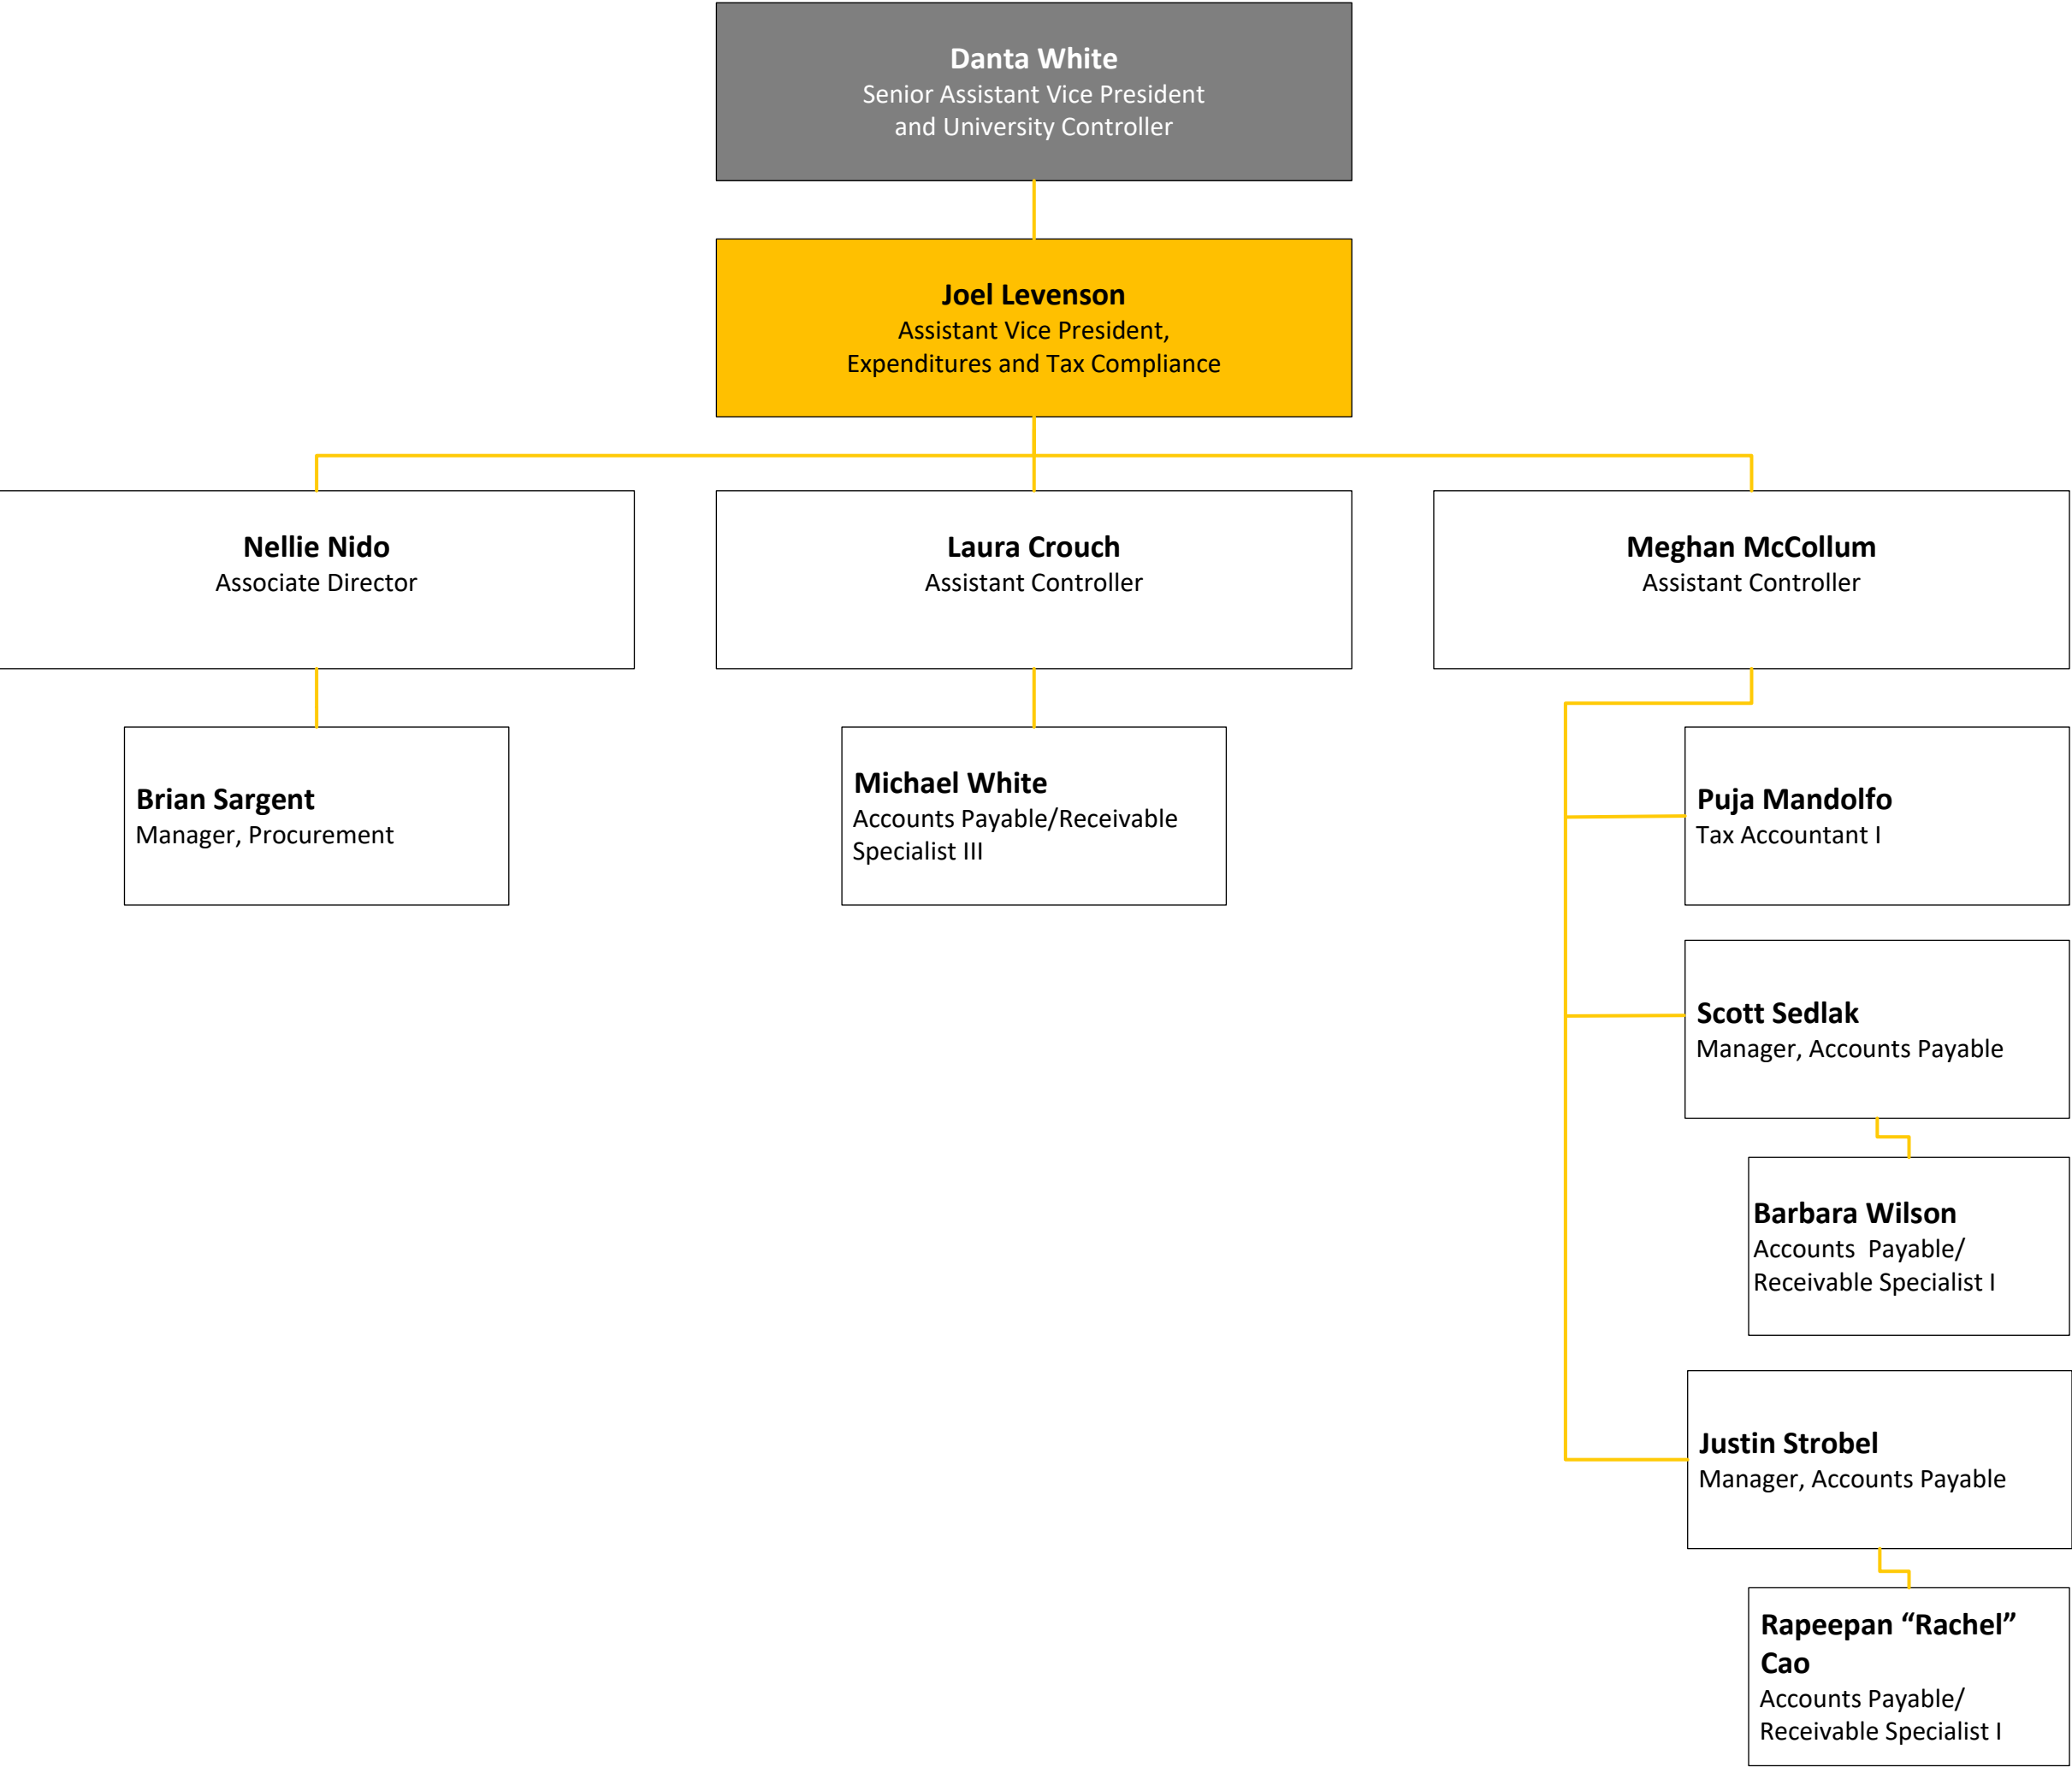 Danta White
Senior Assistant Vice President
and University Controller
Joel Levenson
Assistant Vice President,
Expenditures and Tax Compliance
Nellie Nido
Associate Director
Laura Crouch
Assistant Controller
Meghan McCollum
Assistant Controller
Brian Sargent
Manager, Procurement
Michael White
Accounts Payable/Receivable
Specialist III
Puja Mandolfo
Tax Accountant I
Scott Sedlak
Manager, Accounts Payable
Barbara Wilson
Accounts  Payable/
Receivable Specialist I
Justin Strobel
Manager, Accounts Payable
Rapeepan “Rachel”
Cao
Accounts Payable/
Receivable Specialist I